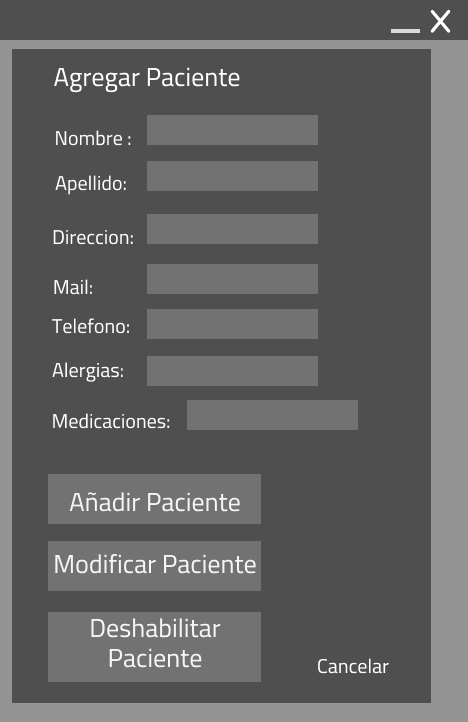 Agregar Paciente
Nombre :
Apellido:
Direccion:
Mail:
Telefono:
Alergias:
Medicaciones:
Añadir Paciente
Modificar Paciente
Deshabilitar
Paciente
Cancelar